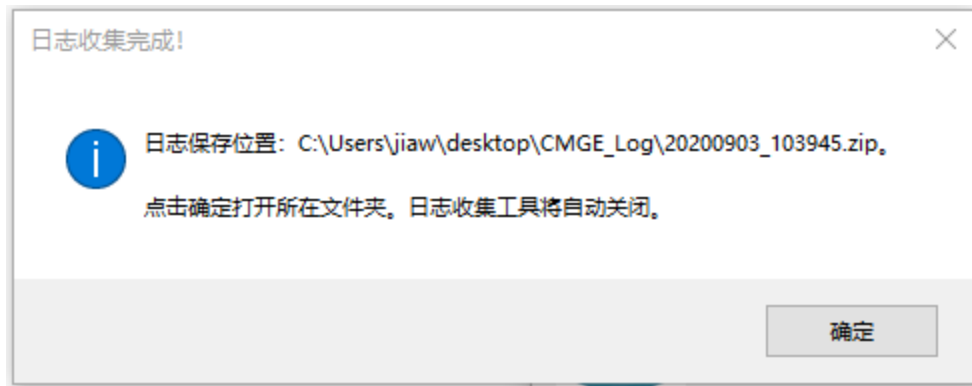 日志收集完成!
日志保存位置：C:\Users\jiaw\desktop\CMGE_Log\20200903_103945.zip。
点击确定打开所在文件夹。日志收集工具将自动关闭。
确定